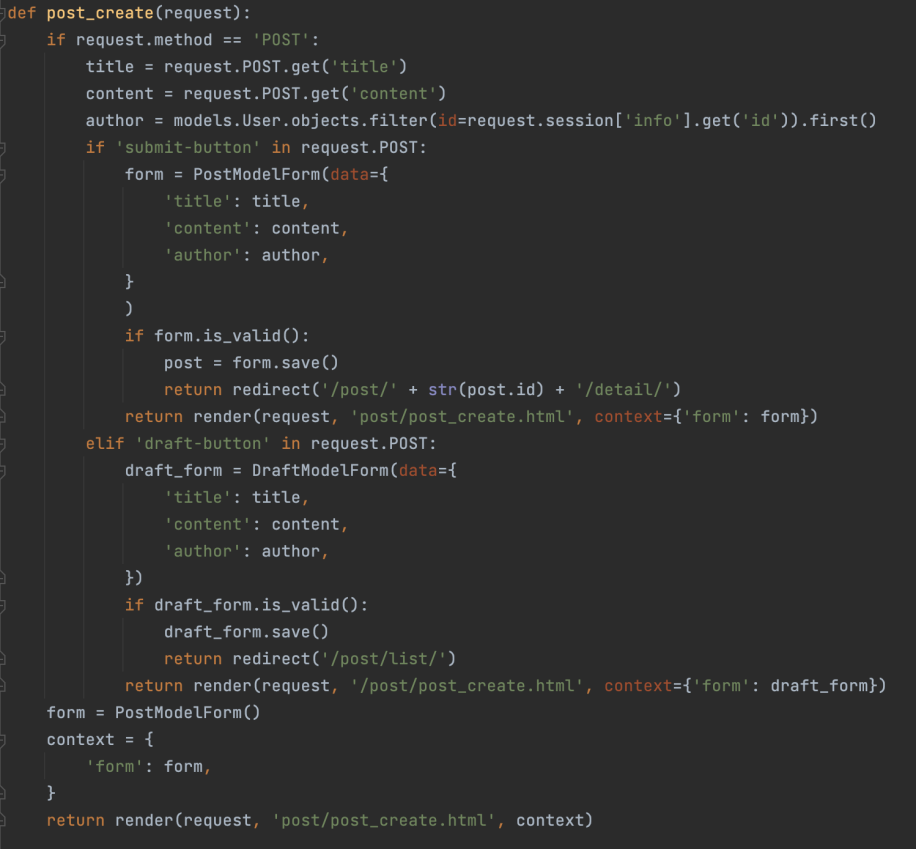 def post_create(request):
    if request.method == 'POST':
        title = request.POST.get('title')
        content = request.POST.get('content')
        author = models.User.objects.filter(id=request.session['info'].get('id')).first()
        if 'submit-button' in request.POST:
            form = PostModelForm(data={
                'title': title,
                'content': content,
                'author': author,
            }
            )
            if form.is_valid():
                post = form.save()
                return redirect('/post/' + str(post.id) + '/detail/')
            return render(request, 'post/post_create.html', context={'form': form})
        elif 'draft-button' in request.POST:
            draft_form = DraftModelForm(data={
                'title': title,
                'content': content,
                'author': author,
            })
            if draft_form.is_valid():
                draft_form.save()
                return redirect('/post/list/')
            return render(request, '/post/post_create.html', context={'form': draft_form})
    form = PostModelForm()
    context = {
        'form': form,
    }
    return render(request, 'post/post_create.html', context)